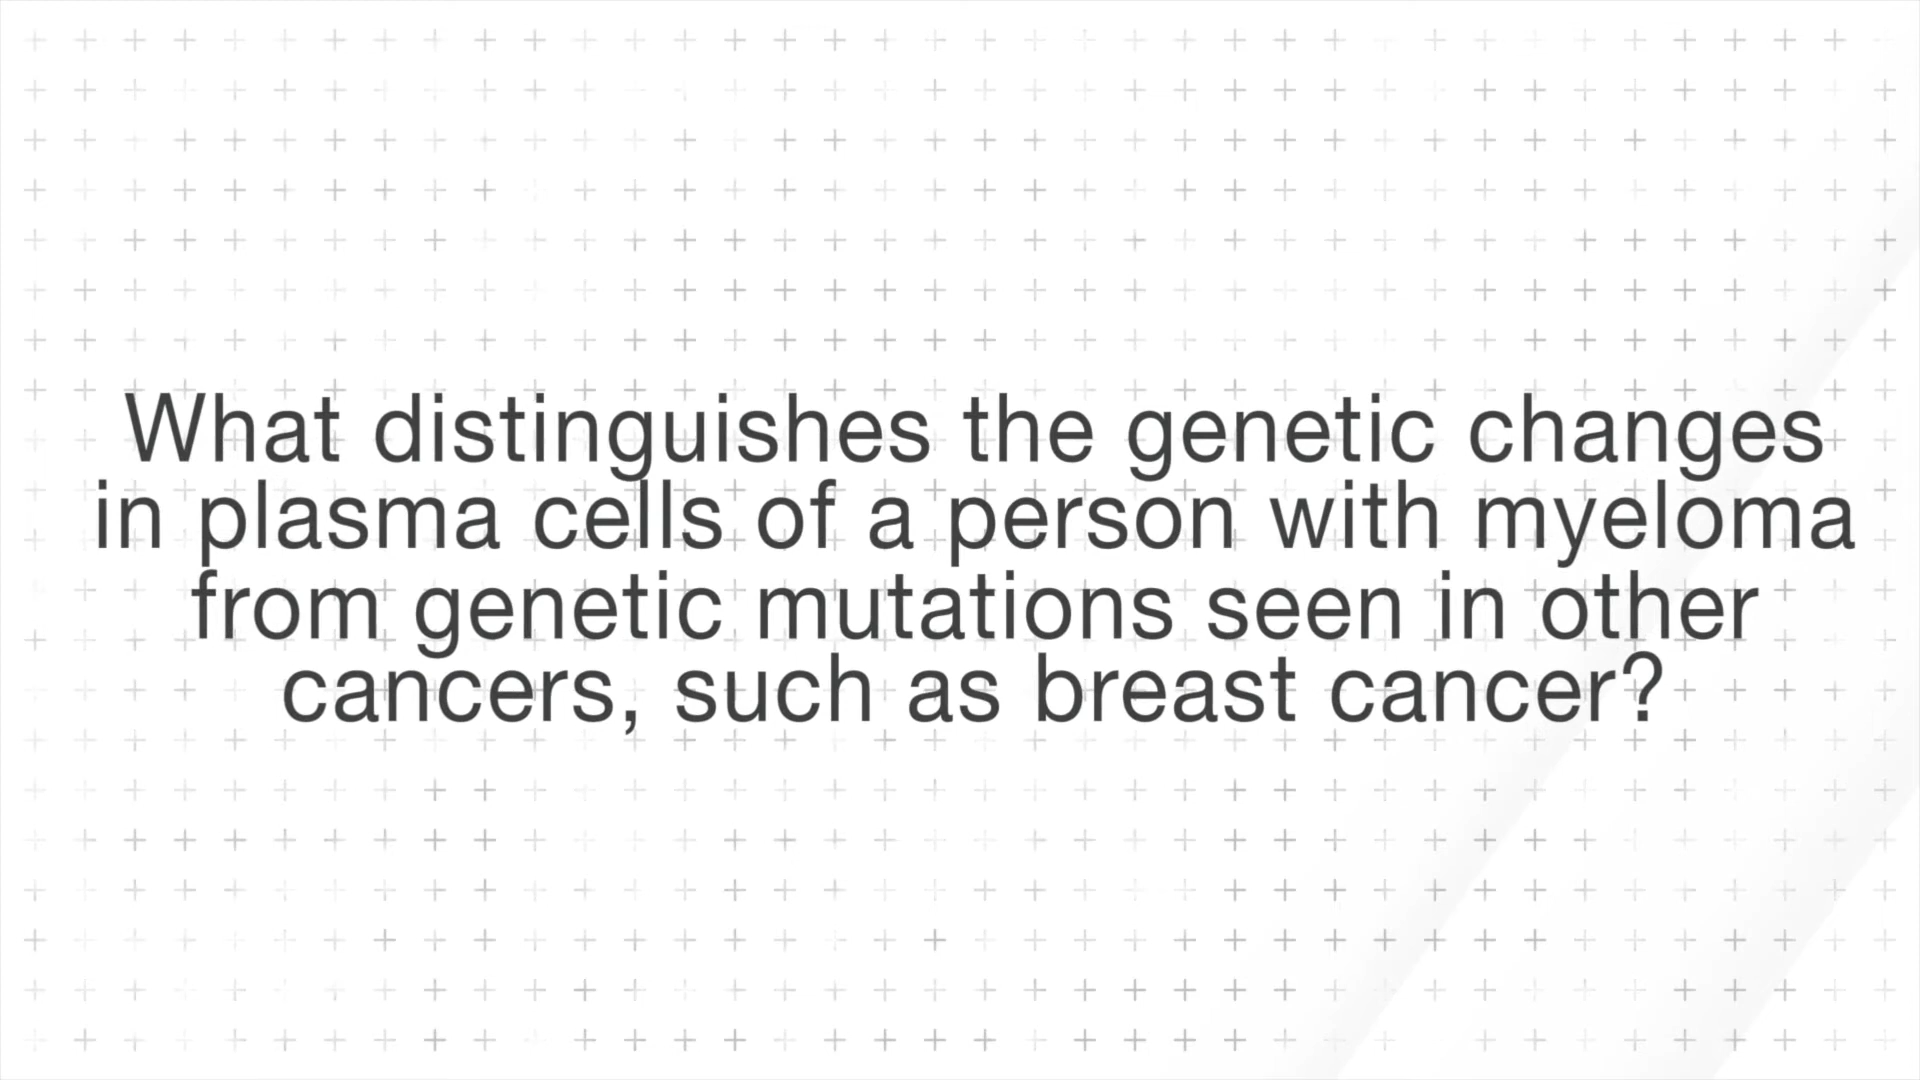 What distinguishes the genetic changes
in plasma cells of a person with myeloma
from genetic mutations seen in other
cancers, such as breast cancer?